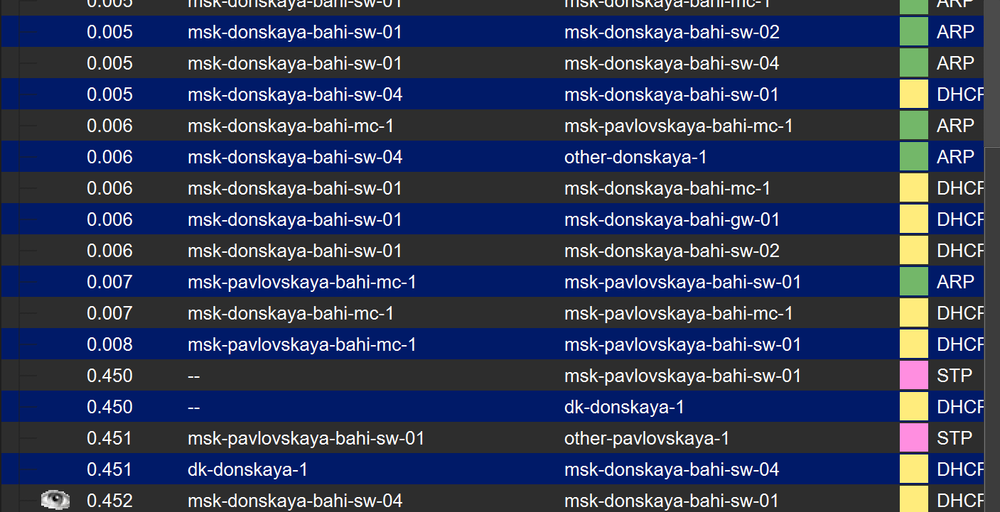 0.005 msk-donskaya-bahi-sw-01 msk-donskaya-bahi-mc-1 ARP
0.005 msk-donskaya-bahi-sw-01 msk-donskaya-bahi-sw-02 ARP
0.005 msk-donskaya-bahi-sw-01 msk-donskaya-bahi-sw-04 ARP
0.005 msk-donskaya-bahi-sw-04 msk-donskaya-bahi-sw-01 DHCP
0.006 msk-donskaya-bahi-mc-1 msk-pavlovskaya-bahi-mc-1 ARP
0.006 msk-donskaya-bahi-sw-04 other-donskaya-1 ARP
0.006 msk-donskaya-bahi-sw-01 msk-donskaya-bahi-mc-1 DHCP
0.006 msk-donskaya-bahi-sw-01 msk-donskaya-bahi-gw-01 DHCP
0.006 msk-donskaya-bahi-sw-01 msk-donskaya-bahi-sw-02 DHCP
0.007 msk-pavlovskaya-bahi-mc-1 msk-pavlovskaya-bahi-sw-01 ARP
0.007 msk-donskaya-bahi-mc-1 msk-pavlovskaya-bahi-mc-1 DHCP
0.008 msk-pavlovskaya-bahi-mc-1 msk-pavlovskaya-bahi-sw-01 DHCP
0.450 -- msk-pavlovskaya-bahi-sw-01 STP
0.450 -- dk-donskaya-1 DHCP
0.451 msk-pavlovskaya-bahi-sw-01 other-pavlovskaya-1 STP
0.451 dk-donskaya-1 msk-donskaya-bahi-sw-04 DHCP
0.452 msk-donskaya-bahi-sw-04 msk-donskaya-bahi-sw-01 DHCP